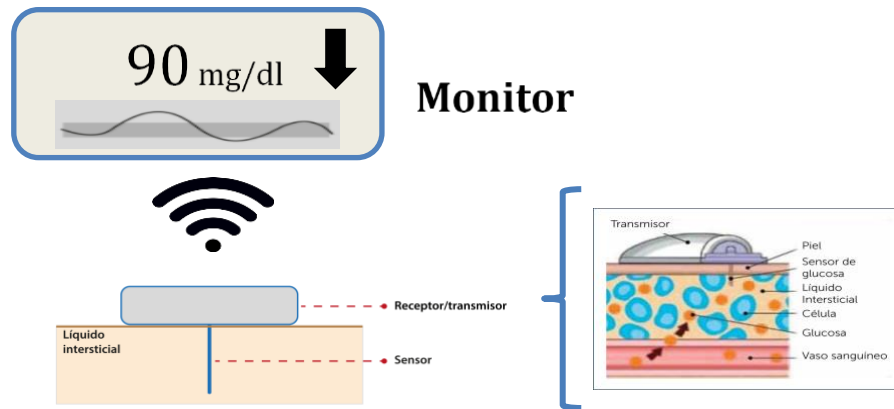 90 mg/dl
Monitor
Receptor/transmisor
Líquido
intersticial
Sensor
Transmisor
Piel
Sensor de
glucosa
Líquido
Intersticial
Célula
Glucosa
Vaso sanguíneo